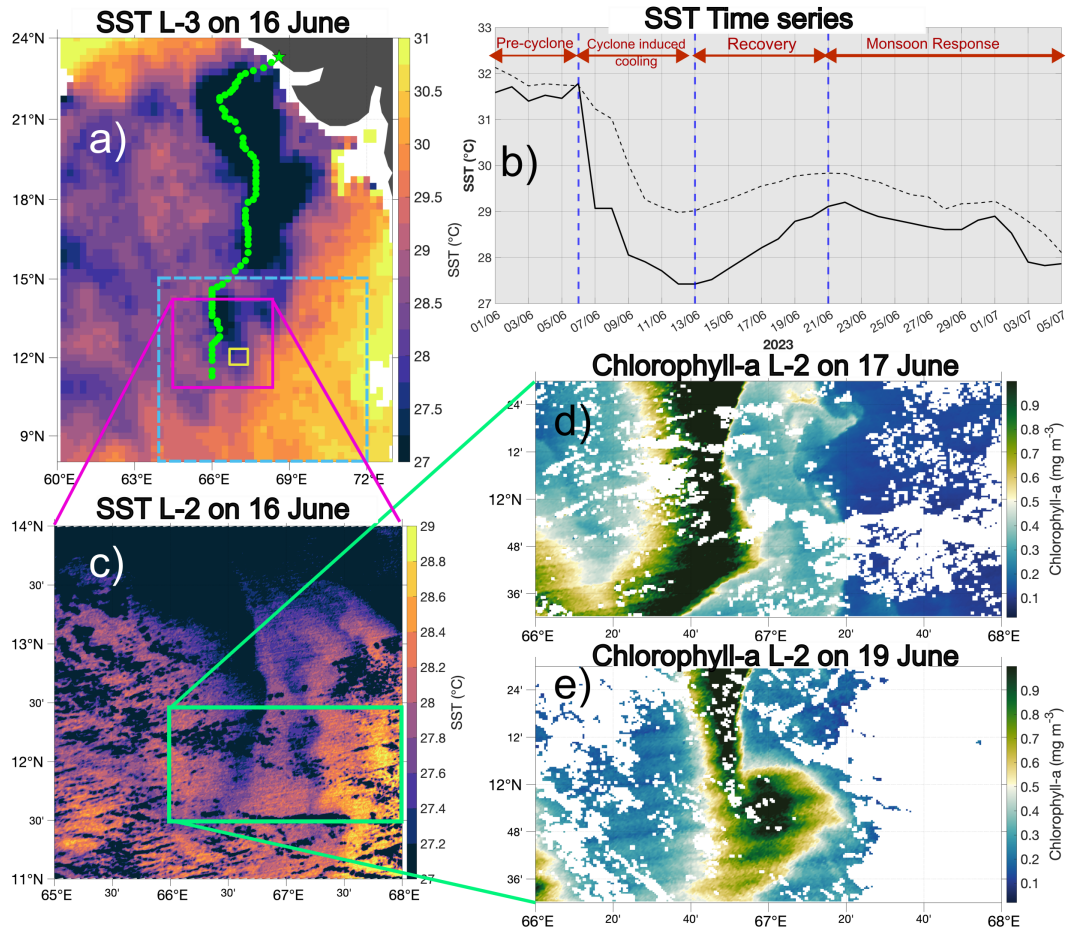 SST L-3 on 16 June
24°N
21°N
18°N
15°N
12°N
9°N
60°E
63°E
66°E
69°E
72°E
a)
31
30.5
30
29.5
29
28.5
28
27.5
27
SST (°C)
SST Time series
Pre-cyclone
Cyclone induced
cooling
Recovery
Monsoon Response
b)
SST (°C)
33
32
31
30
29
28
27
01/06
03/06
05/06
07/06
09/06
11/06
13/06
15/06
17/06
19/06
21/06
23/06
25/06
27/06
29/06
01/07
03/07
05/07
2023
SST L-2 on 16 June
c)
14°N
30'
13°N
30'
12°N
30'
11°N
65°E
30'
66°E
30'
67°E
30'
68°E
29
28.8
28.6
28.4
28.2
28
27.8
27.6
27.4
27.2
27
SST (°C)
Chlorophyll-a L-2 on 17 June
d)
24'
12'
12°N
48'
36'
66°E
20'
40'
67°E
20'
40'
68°E
0.9
0.8
0.7
0.6
0.5
0.4
0.3
0.2
0.1
Chlorophyll-a (mg m⁻³)
Chlorophyll-a L-2 on 19 June
e)
24'
12'
12°N
48'
36'
66°E
20'
40'
67°E
20'
40'
68°E
0.9
0.8
0.7
0.6
0.5
0.4
0.3
0.2
0.1
Chlorophyll-a (mg m⁻³)